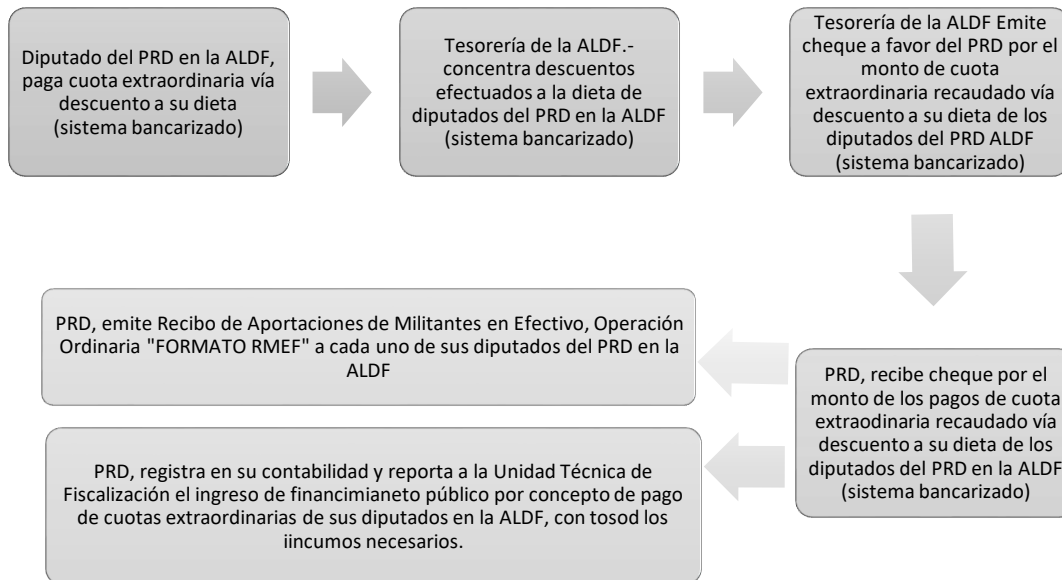 Diputado del PRD en la ALDF,
paga cuota extraordinaria vía
descuento a su dieta
(sistema bancarizado)
Tesorería de la ALDF.-
concentra descuentos
efectuados a la dieta de
diputados del PRD en la ALDF
(sistema bancarizado)
Tesorería de la ALDF Emite
cheque a favor del PRD por el
monto de cuota
extraordinaria recaudado vía
descuento a su dieta de los
diputados del PRD ALDF
(sistema bancarizado)
PRD, recibe cheque por el
monto de los pagos de cuota
extraodinaria recaudado vía
descuento a su dieta de los
diputados del PRD en la ALDF
(sistema bancarizado)
PRD, emite Recibo de Aportaciones de Militantes en Efectivo, Operación
Ordinaria "FORMATO RMEF" a cada uno de sus diputados del PRD en la
ALDF
PRD, registra en su contabilidad y reporta a la Unidad Técnica de
Fiscalización el ingreso de financimianeto público por concepto de pago
de cuotas extraordinarias de sus diputados en la ALDF, con tosod los
iincumos necesarios.